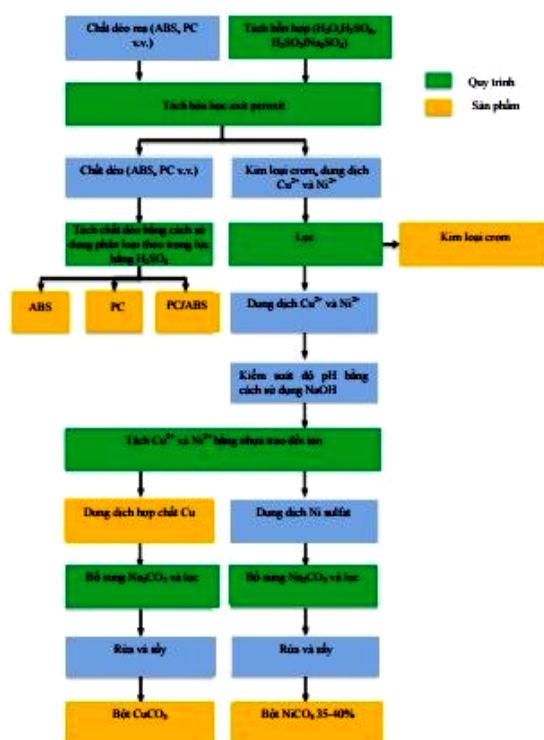 Chất dẻo mạ (ABS, PC
v.v.)
Tách hỗn hợp (H₂O,H₂SO₄,
H₂SO₂/Na₂SO₄)
Tách hóa học axit peroxit
Quy trình
Sản phẩm
Chất dẻo (ABS, PC v.v.)
Kim loại crom, dung dịch
Cu²⁺ và Ni²⁺
Tách chất dẻo bằng cách sử
dụng phân loại theo trọng lực
bằng H₂SO₄
Lọc
Kim loại crom
ABS
PC
PC/ABS
Dung dịch Cu²⁺ và Ni²⁺
Kiểm soát độ pH bằng
cách sử dụng NaOH
Tách Cu²⁺ và Ni²⁺ bằng nhựa trao đổi ion
Dung dịch hợp chất Cu
Dung dịch Ni sulfat
Bổ sung Na₂CO₃ và lọc
Bổ sung Na₂CO₃ và lọc
Rửa và sấy
Rửa và sấy
Bột CuCO₃
Bột NiCO₃ 35-40%